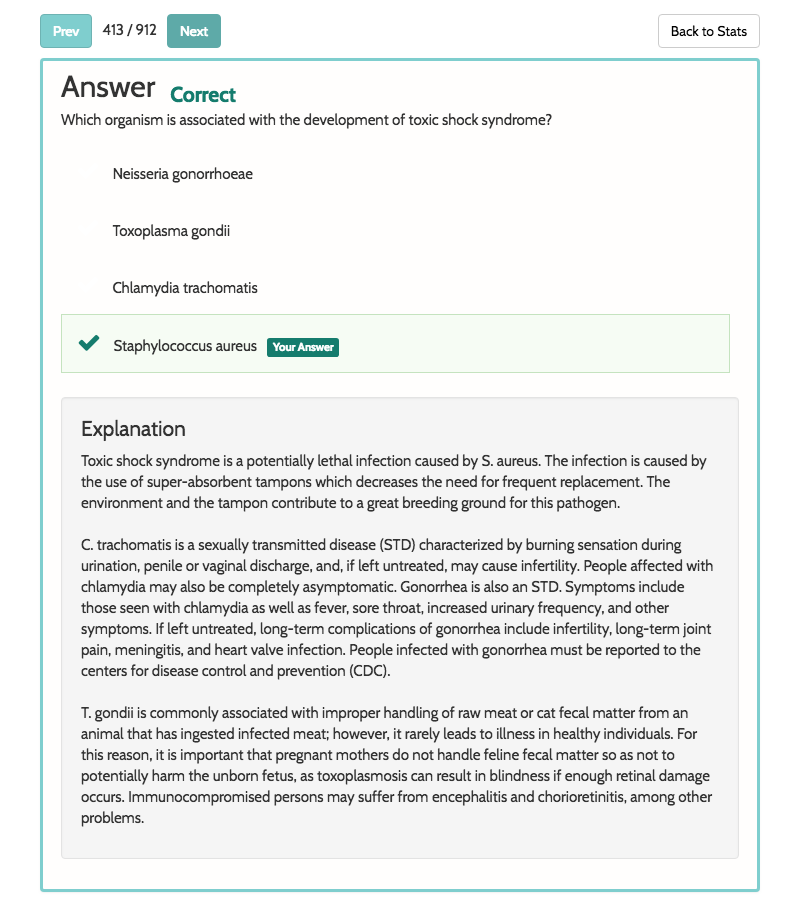 Prev 413 / 912 Next Back to Stats
Answer Correct
Which organism is associated with the development of toxic shock syndrome?
Neisseria gonorrhoeae
Toxoplasma gondii
Chlamydia trachomatis
Staphylococcus aureus Your Answer
Explanation
Toxic shock syndrome is a potentially lethal infection caused by S. aureus. The infection is caused by
the use of super-absorbent tampons which decreases the need for frequent replacement. The
environment and the tampon contribute to a great breeding ground for this pathogen.
C. trachomatis is a sexually transmitted disease (STD) characterized by burning sensation during
urination, penile or vaginal discharge, and, if left untreated, may cause infertility. People affected with
chlamydia may also be completely asymptomatic. Gonorrhea is also an STD. Symptoms include
those seen with chlamydia as well as fever, sore throat, increased urinary frequency, and other
symptoms. If left untreated, long-term complications of gonorrhea include infertility, long-term joint
pain, meningitis, and heart valve infection. People infected with gonorrhea must be reported to the
centers for disease control and prevention (CDC).
T. gondii is commonly associated with improper handling of raw meat or cat fecal matter from an
animal that has ingested infected meat; however, it rarely leads to illness in healthy individuals. For
this reason, it is important that pregnant mothers do not handle feline fecal matter so as not to
potentially harm the unborn fetus, as toxoplasmosis can result in blindness if enough retinal damage
occurs. Immunocompromised persons may suffer from encephalitis and chorioretinitis, among other
problems.